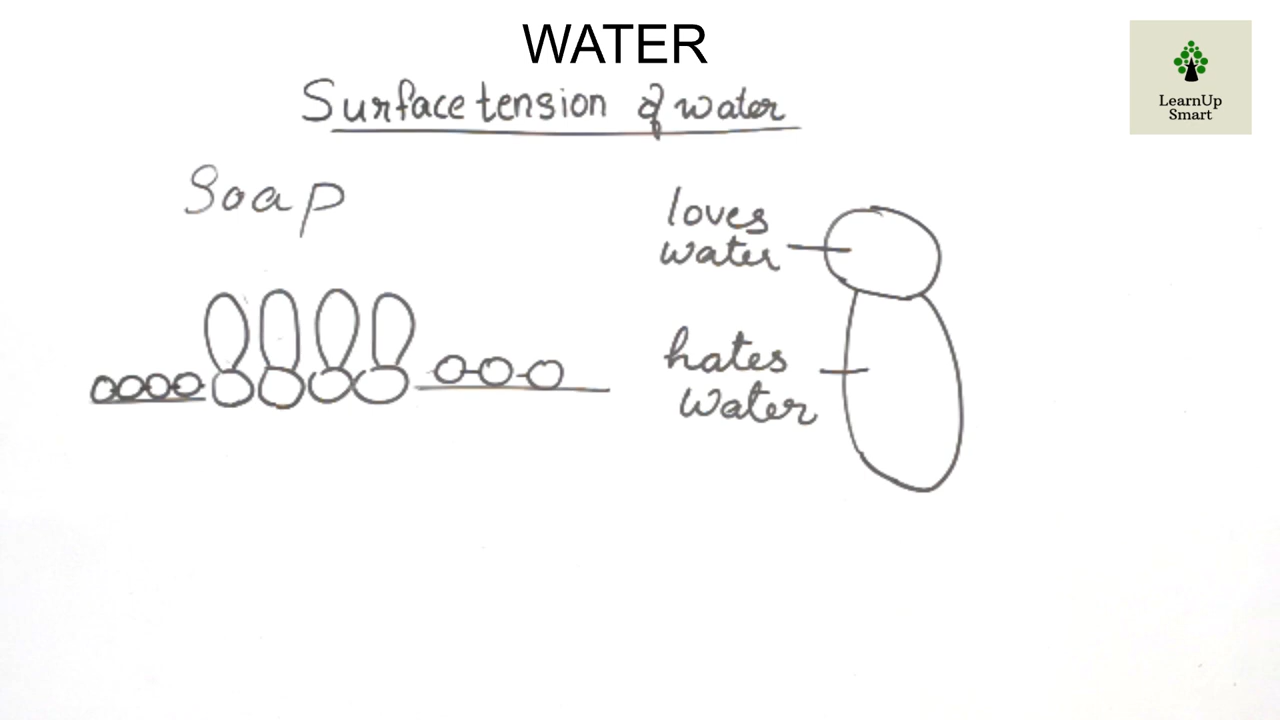 WATER
LearnUp
Smart
Surface tension of water
Soap
loves
water
hates
water